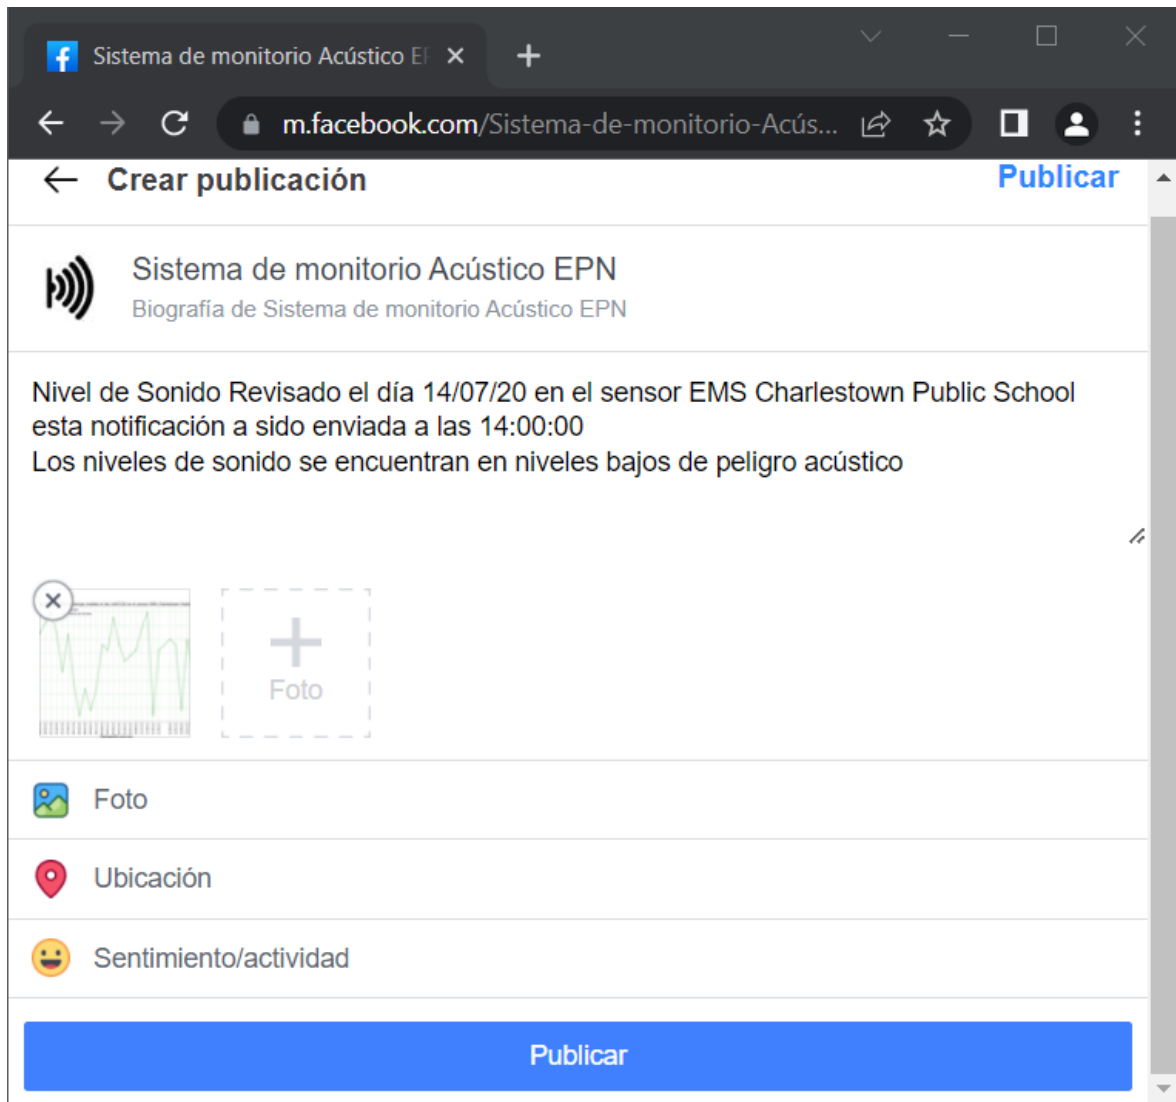 Sistema de monitorio Acústico EP
m.facebook.com/Sistema-de-monitorio-Acús...
Crear publicación
Publicar
Sistema de monitorio Acústico EPN
Biografía de Sistema de monitorio Acústico EPN
Nivel de Sonido Revisado el día 14/07/20 en el sensor EMS Charlestown Public School
esta notificación a sido enviada a las 14:00:00
Los niveles de sonido se encuentran en niveles bajos de peligro acústico
Foto
Foto
Ubicación
Sentimiento/actividad
Publicar